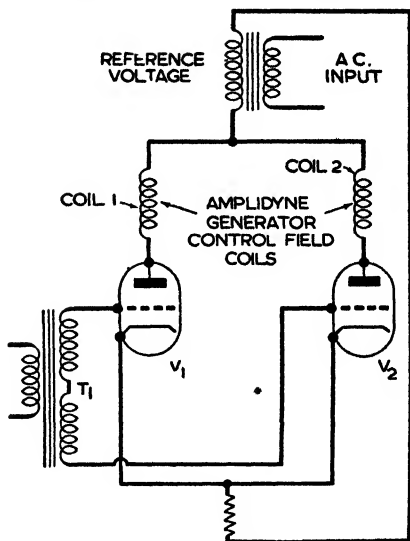 REFERENCE
VOLTAGE
A C.
INPUT
COIL 2
COIL 1
AMPLIDYNE
GENERATOR
CONTROL FIELD
COILS
V1
V2
T1